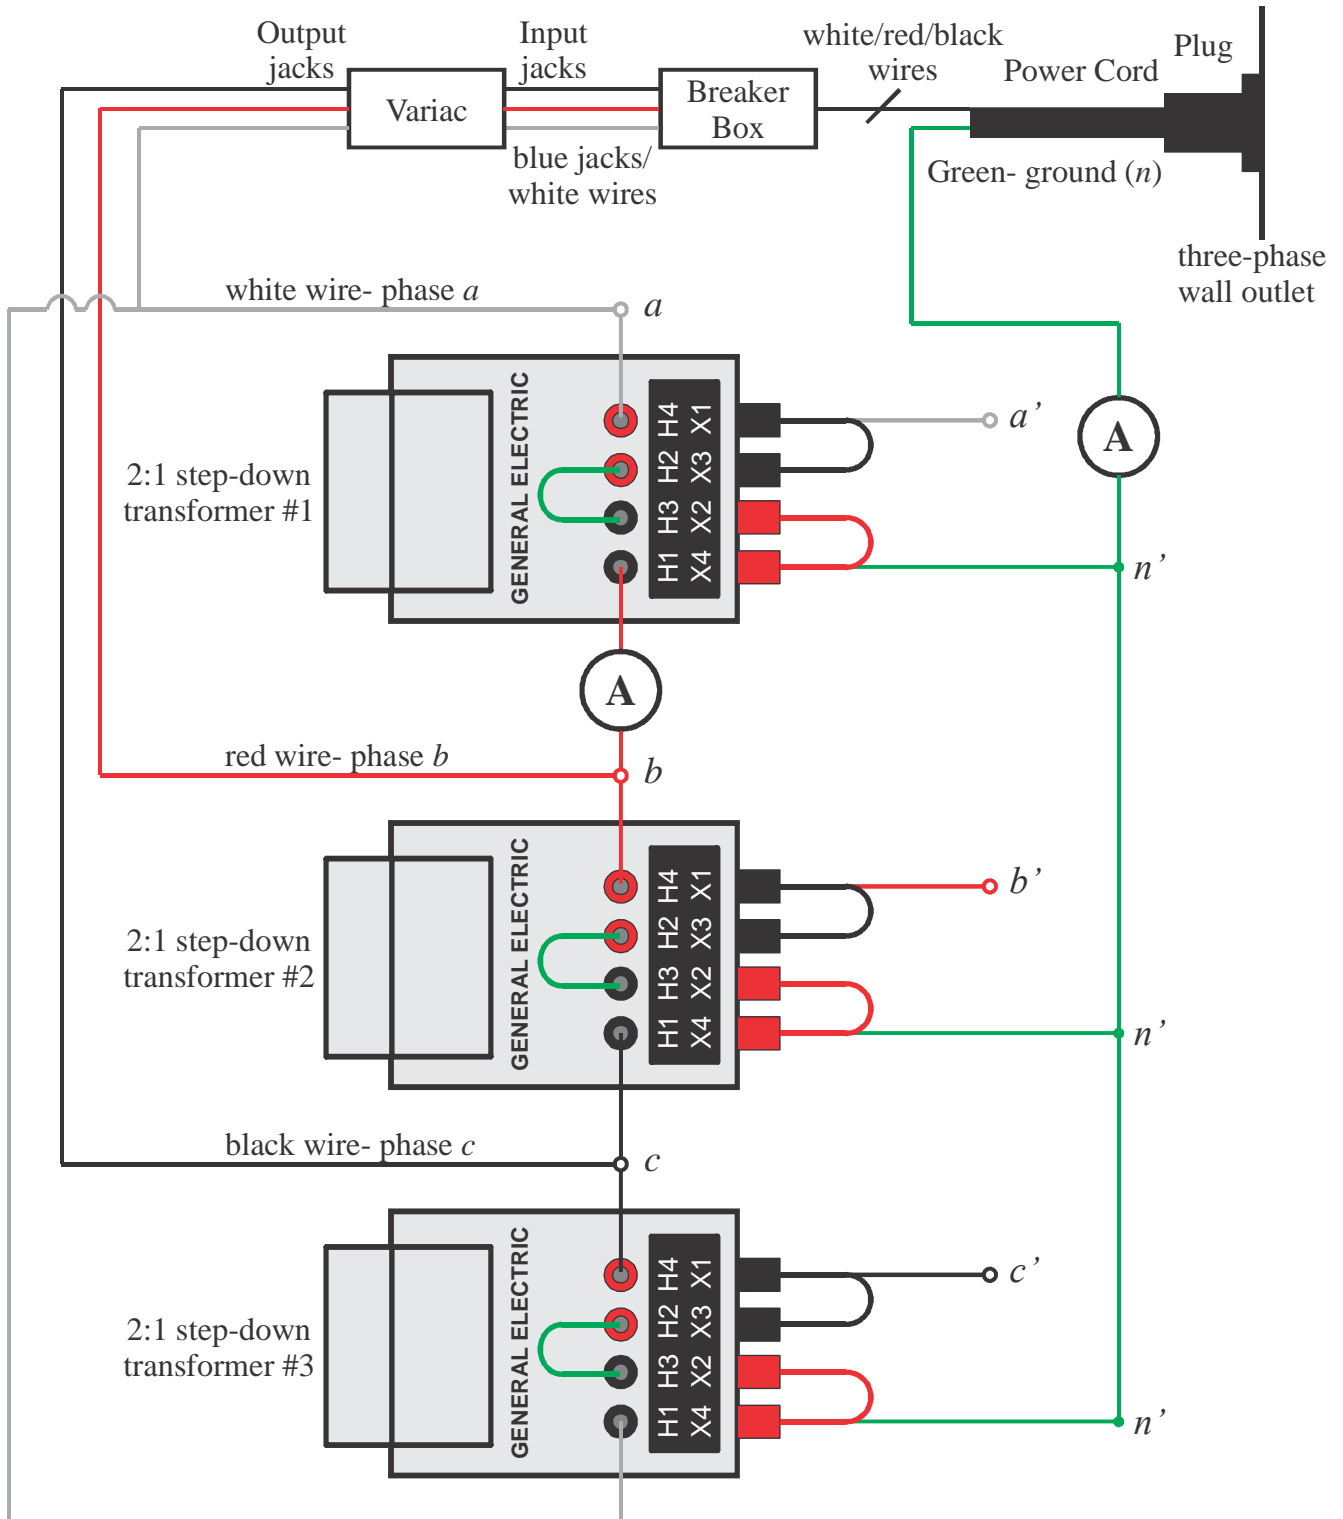 Output
jacks
Input
jacks
white/red/black
wires
Plug
Power Cord
Variac
Breaker
Box
blue jacks/
white wires
Green- ground (n)
three-phase
wall outlet
white wire- phase a
a
GENERAL ELECTRIC
H4 X1
H2 X3
H3 X2
H1 X4
a’
A
2:1 step-down
transformer #1
n’
A
red wire- phase b
b
GENERAL ELECTRIC
H4 X1
H2 X3
H3 X2
H1 X4
b’
2:1 step-down
transformer #2
n’
black wire- phase c
c
GENERAL ELECTRIC
H4 X1
H2 X3
H3 X2
H1 X4
c’
2:1 step-down
transformer #3
n’